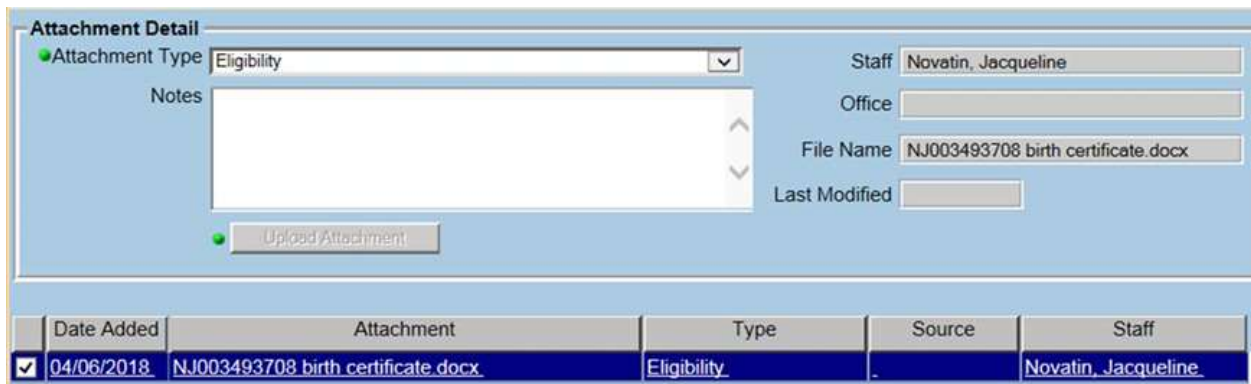 Attachment Detail
Attachment Type Eligibility Staff Novatin, Jacqueline
Notes Office
File Name NJ003493708 birth certificate.docx
Last Modified
Upload Attachment
Date Added Attachment Type Source Staff
04/06/2018 NJ003493708 birth certificate.docx Eligibility Novatin, Jacqueline